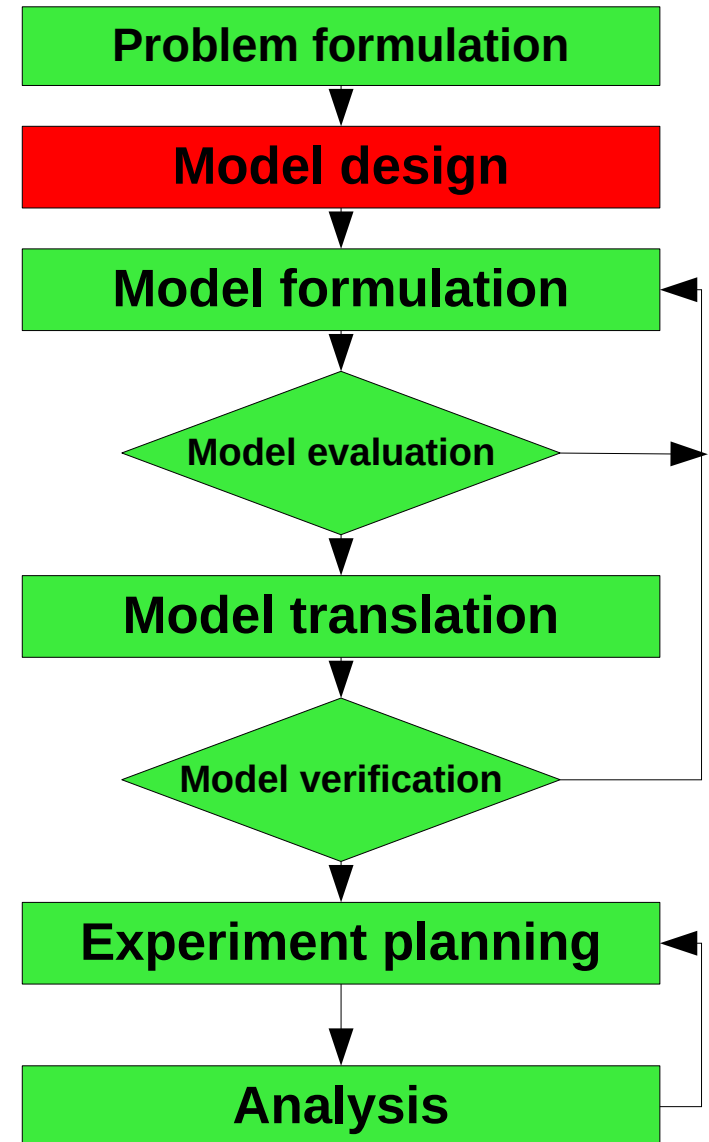 Problem formulation
Model design
Model formulation
Model evaluation
Model translation
Model verification
Experiment planning
Analysis